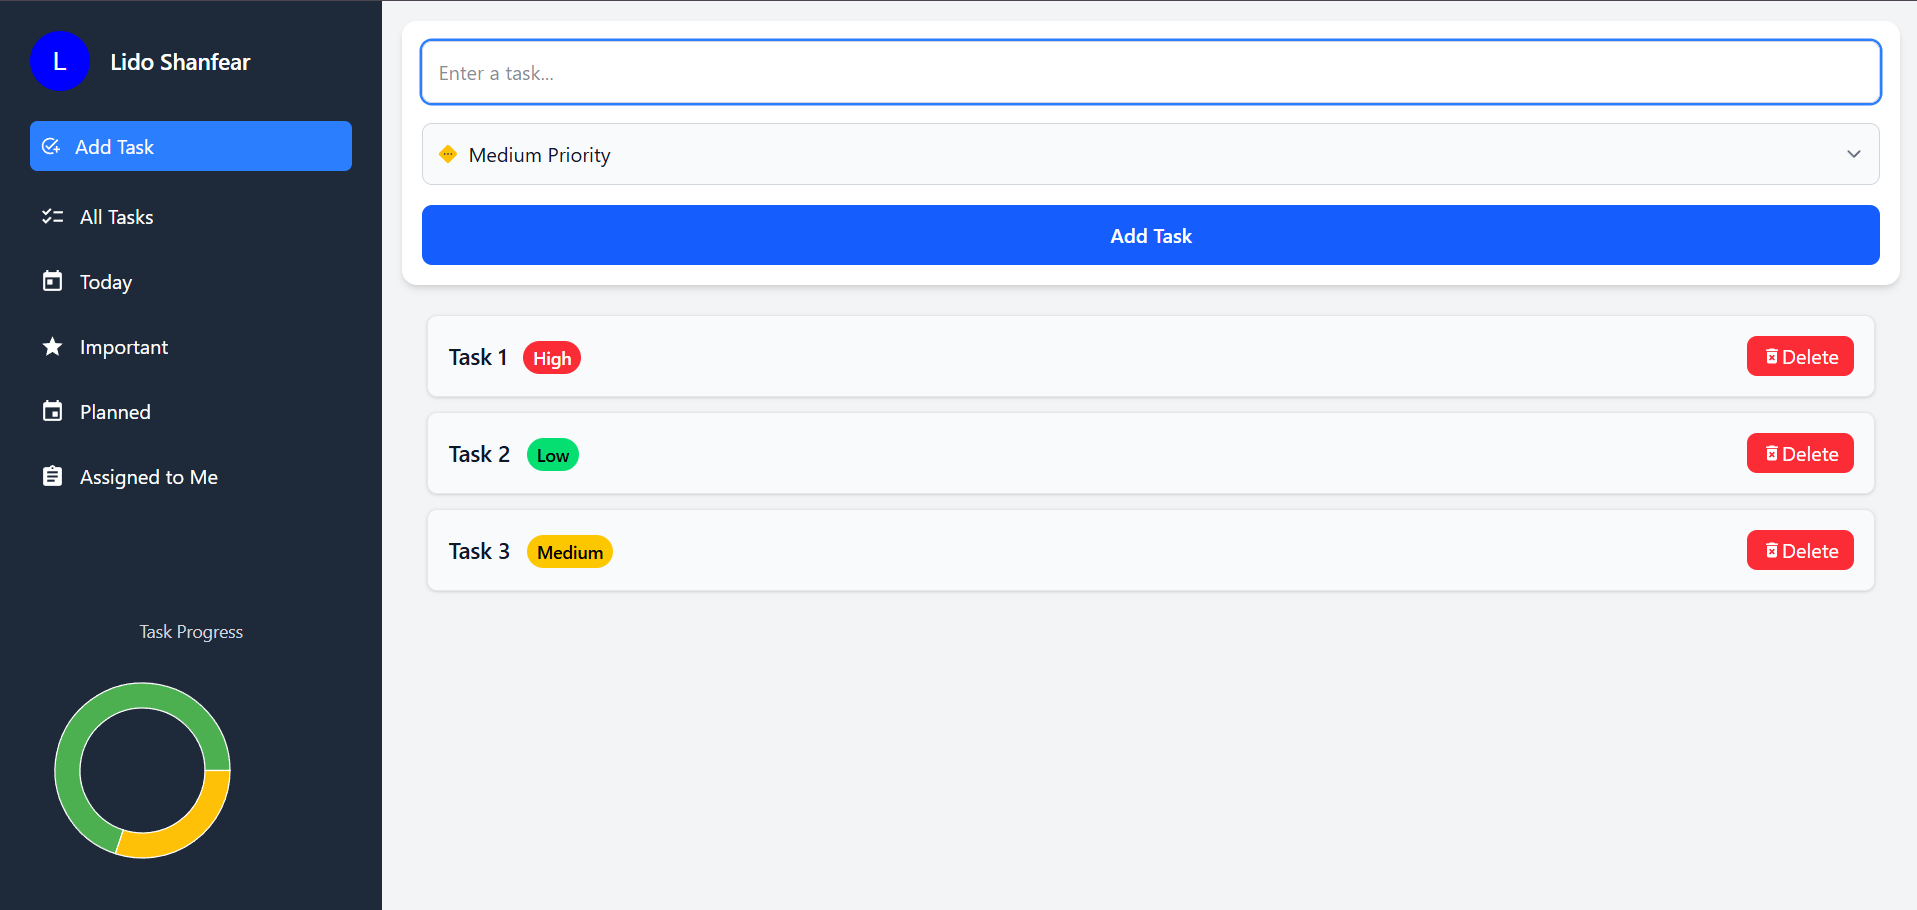 L
Lido Shanfear
Add Task
All Tasks
Today
Important
Planned
Assigned to Me
Task Progress
Enter a task...
Medium Priority
Add Task
Task 1 High Delete
Task 2 Low Delete
Task 3 Medium Delete